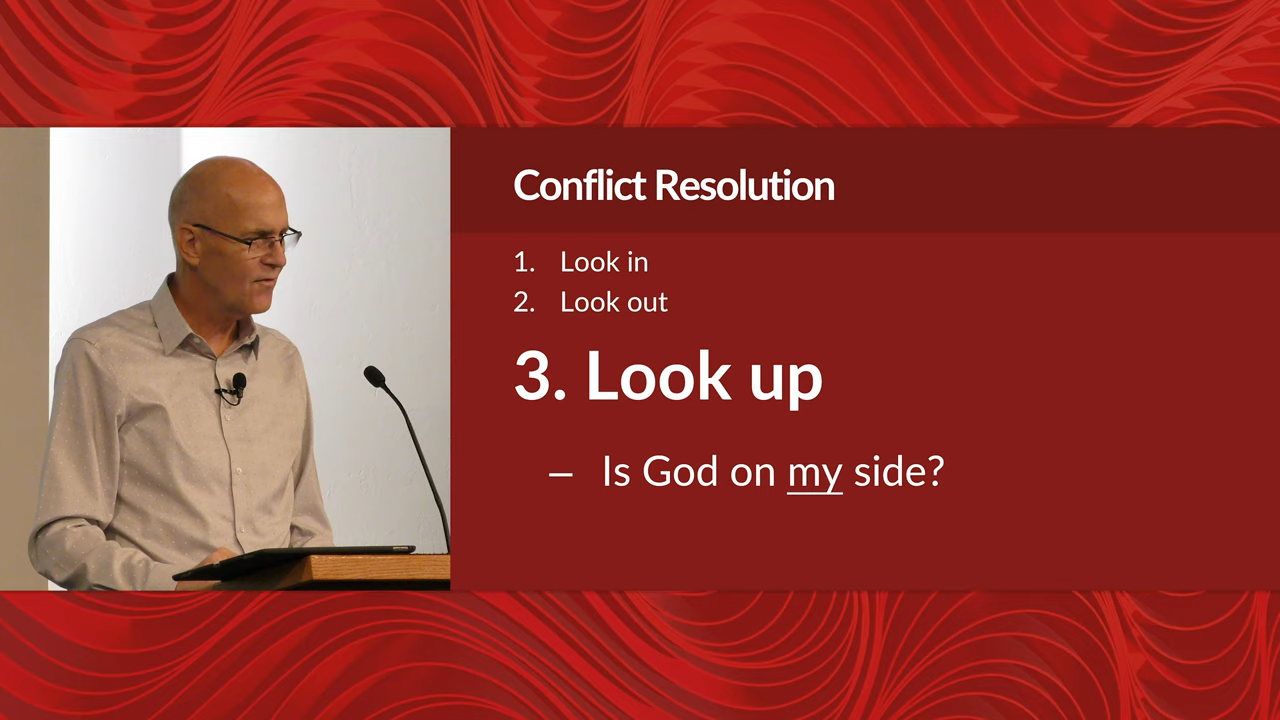 Conflict Resolution
1. Look in
2. Look out
3. Look up
– Is God on my side?